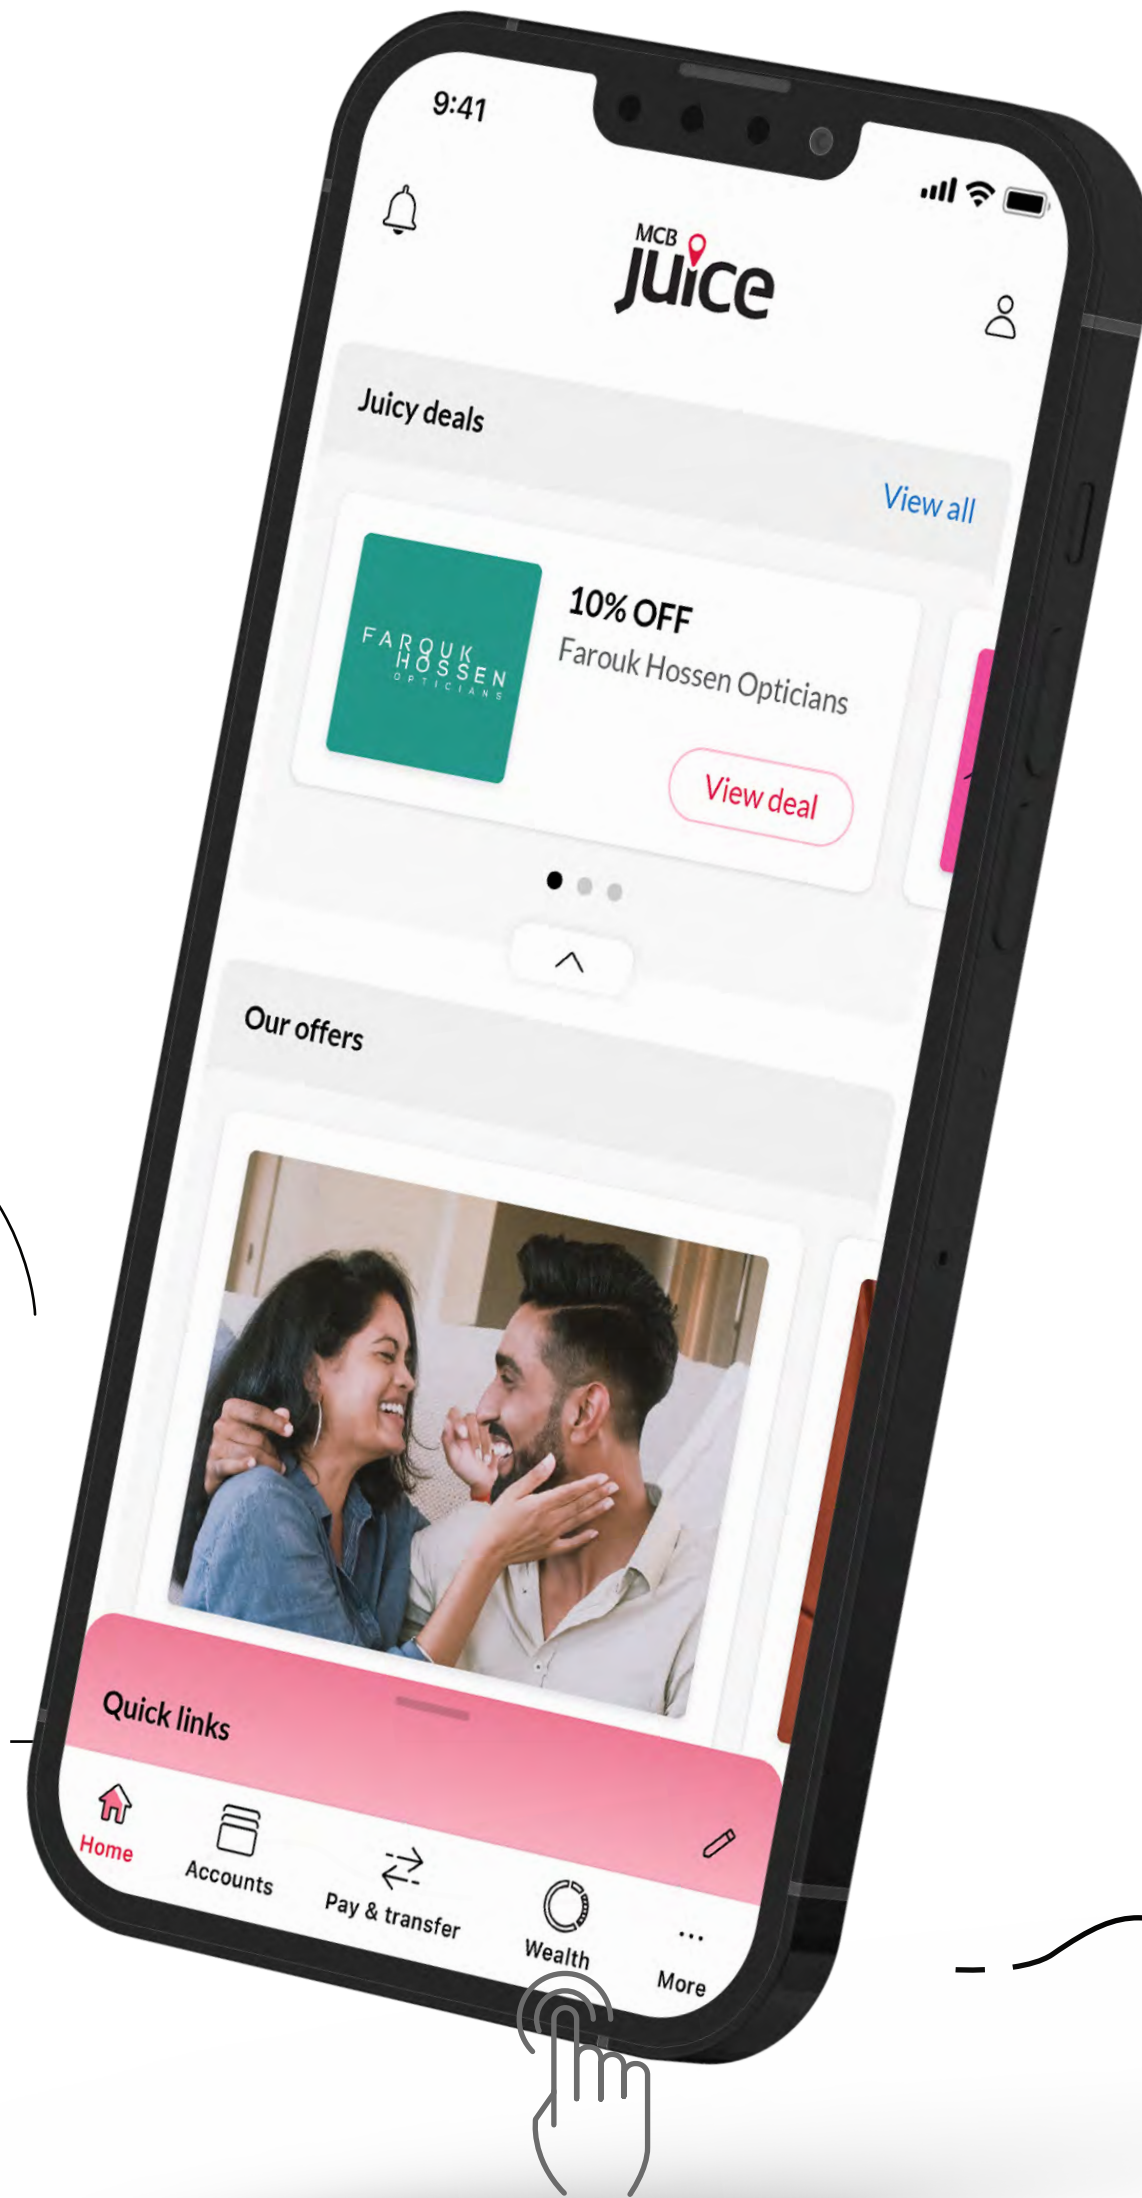 9:41
MCB
Juice
Juicy deals
View all
FAROUK
HOSSEN
OPTICIANS
10% OFF
Farouk Hossen Opticians
View deal
Our offers
Quick links
Home
Accounts
Pay & transfer
Wealth
More